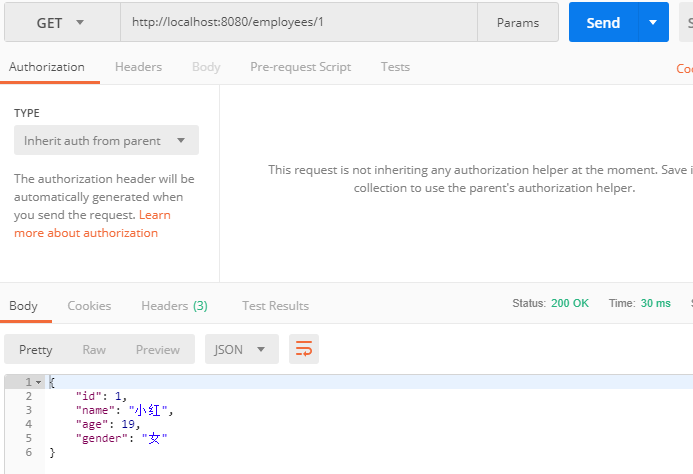 GET http://localhost:8080/employees/1 Params Send S
Authorization Headers Body Pre-request Script Tests Coo
TYPE
Inherit auth from parent
The authorization header will be
automatically generated when
you send the request. Learn
more about authorization
This request is not inheriting any authorization helper at the moment. Save i
collection to use the parent's authorization helper.
Body Cookies Headers (3) Test Results Status: 200 OK Time: 30 ms S
Pretty Raw Preview JSON
1 {
2 "id": 1,
3 "name": "小红",
4 "age": 19,
5 "gender": "女"
6 }